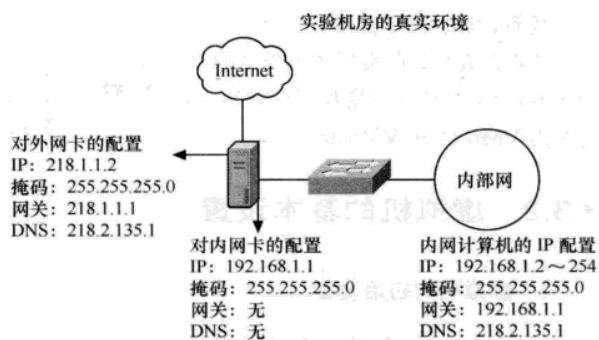 实验机房的真实环境
Internet
对外网卡的配置
IP：218.1.1.2
掩码：255.255.255.0
网关：218.1.1.1
DNS：218.2.135.1
内部网
对内网卡的配置
IP：192.168.1.1
掩码：255.255.255.0
网关：无
DNS：无
内网计算机的 IP 配置
IP：192.168.1.2～254
掩码：255.255.255.0
网关：192.168.1.1
DNS：218.2.135.1